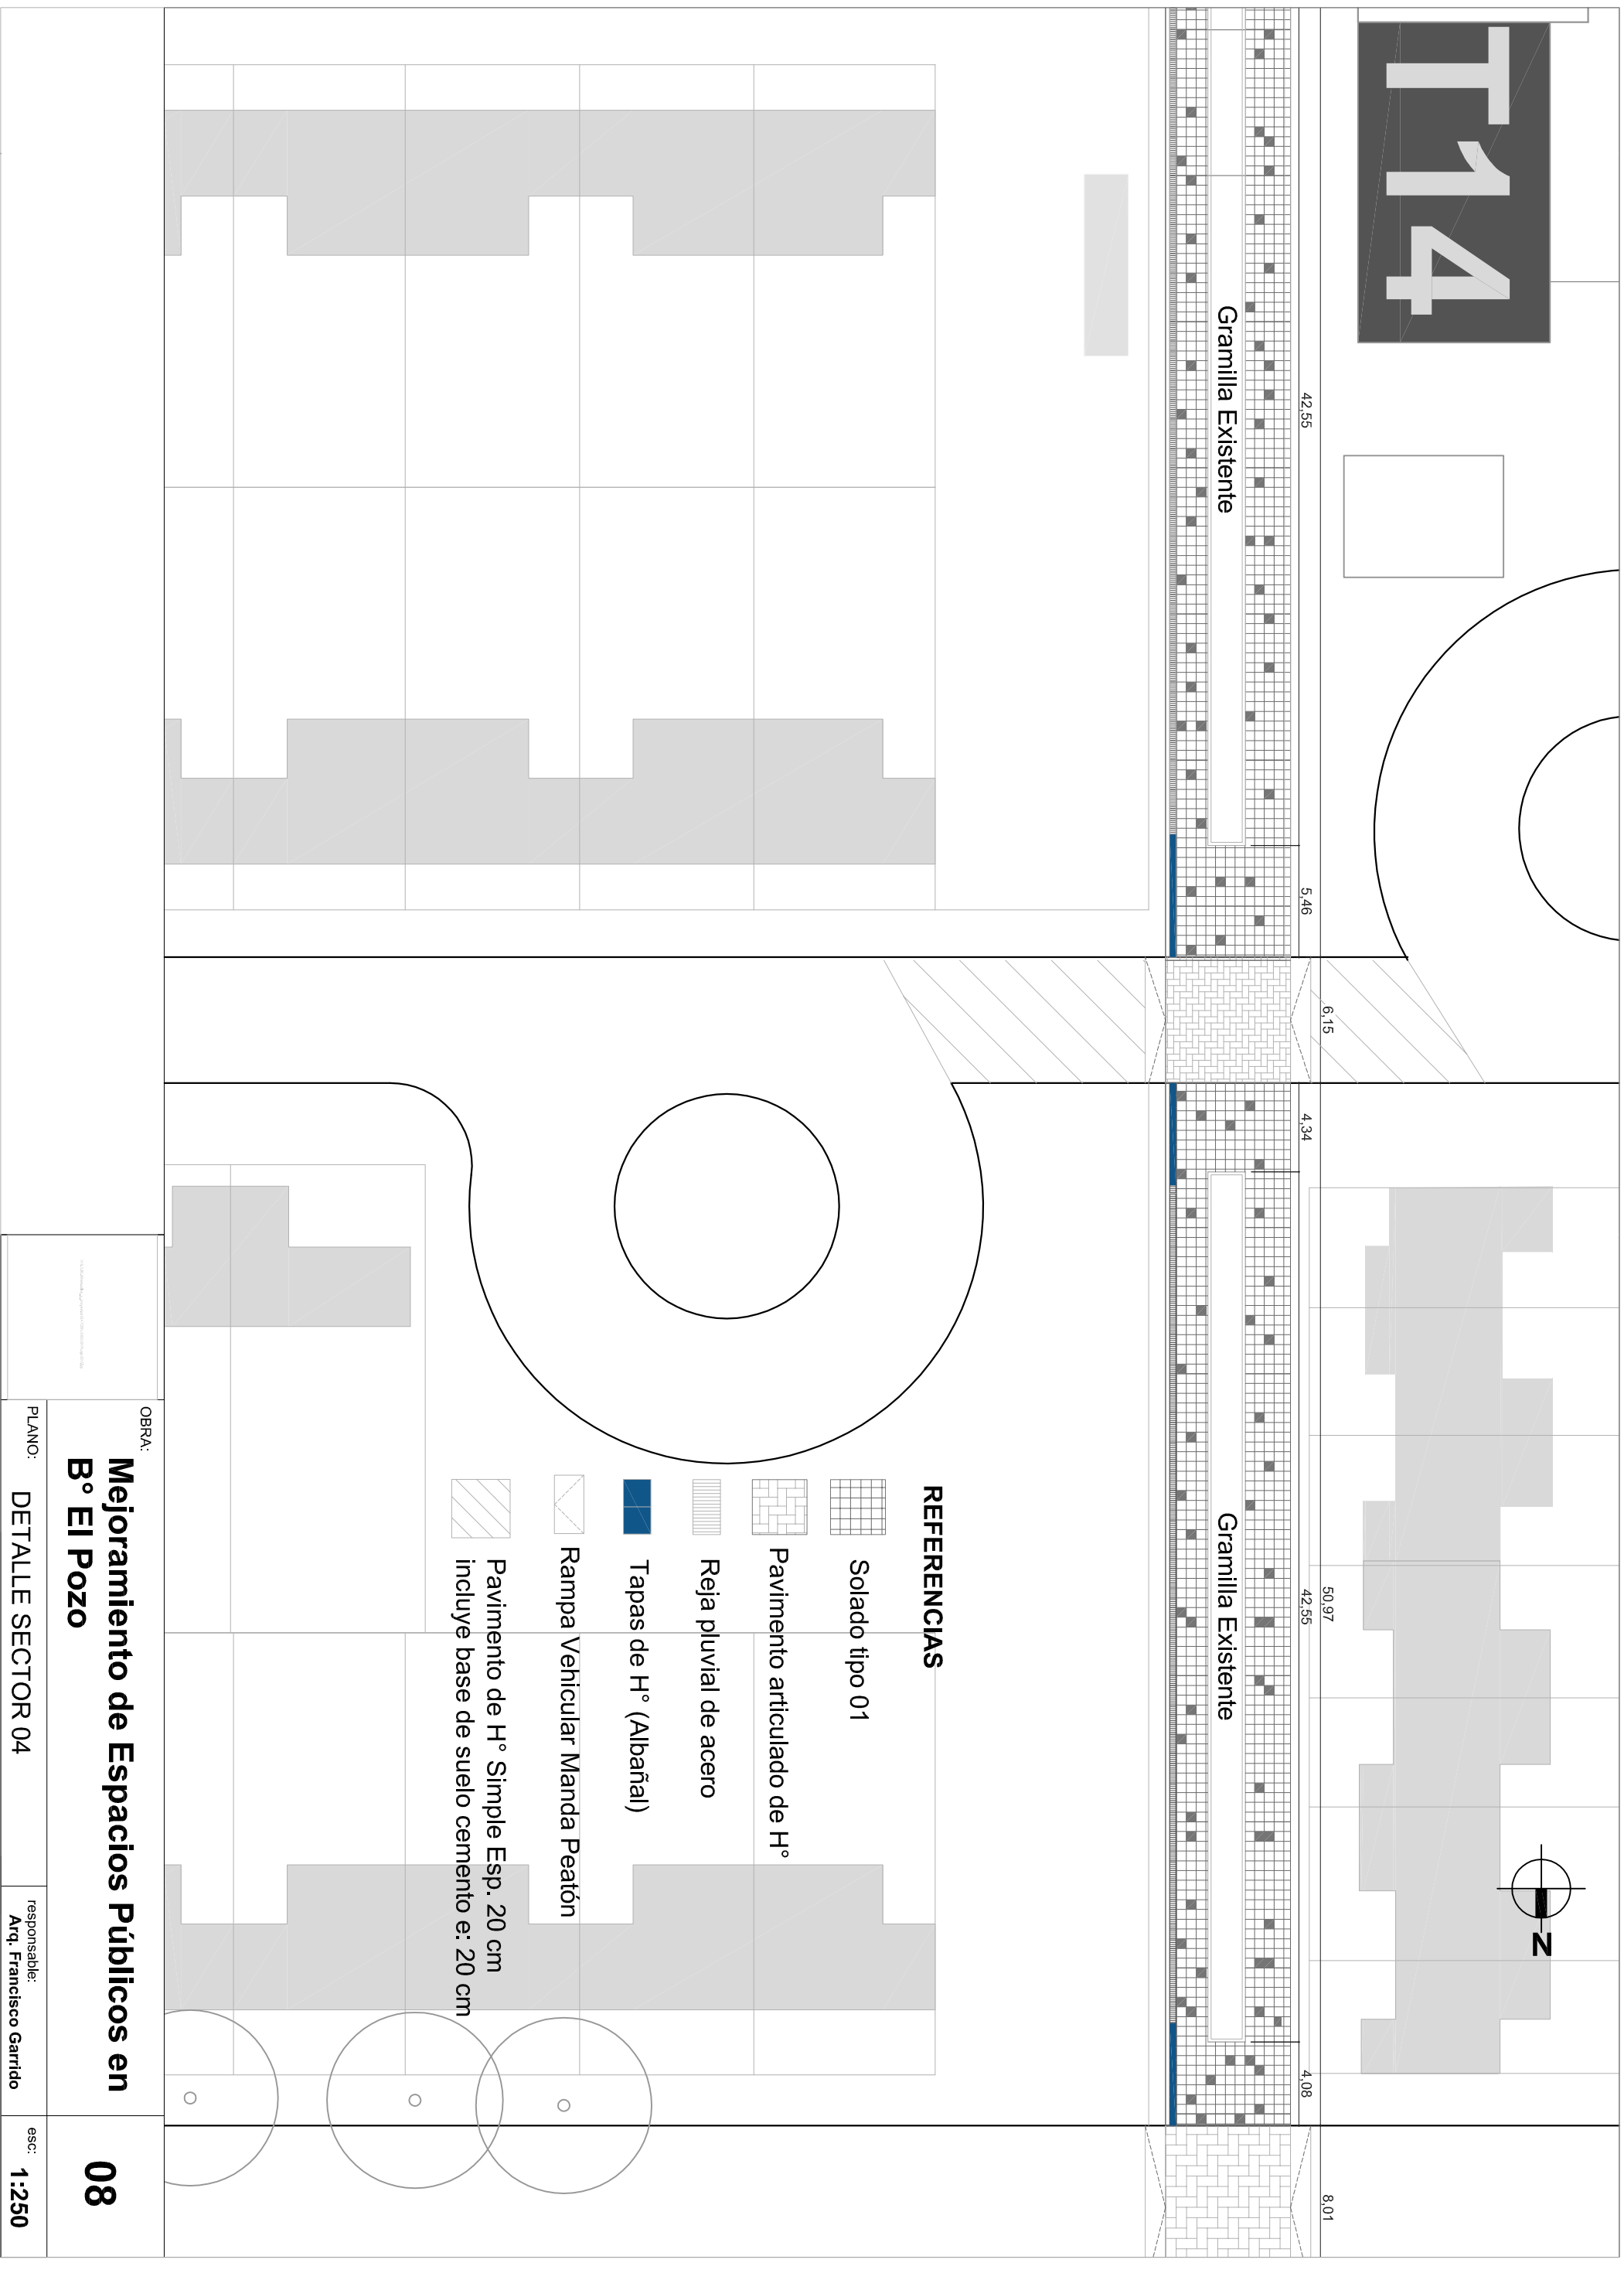 T14
42,55
5,46
6,15
4,34
42,55
50,97
4,08
8,01
Gramilla Existente
Gramilla Existente
N
REFERENCIAS
Solado tipo 01
Pavimento articulado de H°
Reja pluvial de acero
Tapas de H° (Albañal)
Rampa Vehicular Manda Peatón
Pavimento de H° Simple Esp. 20 cm
incluye base de suelo cemento e: 20 cm
OBRA:
Mejoramiento de Espacios Públicos en
B° El Pozo
08
PLANO:
DETALLE SECTOR 04
responsable:
Arq. Francisco Garrido
esc:
1:250